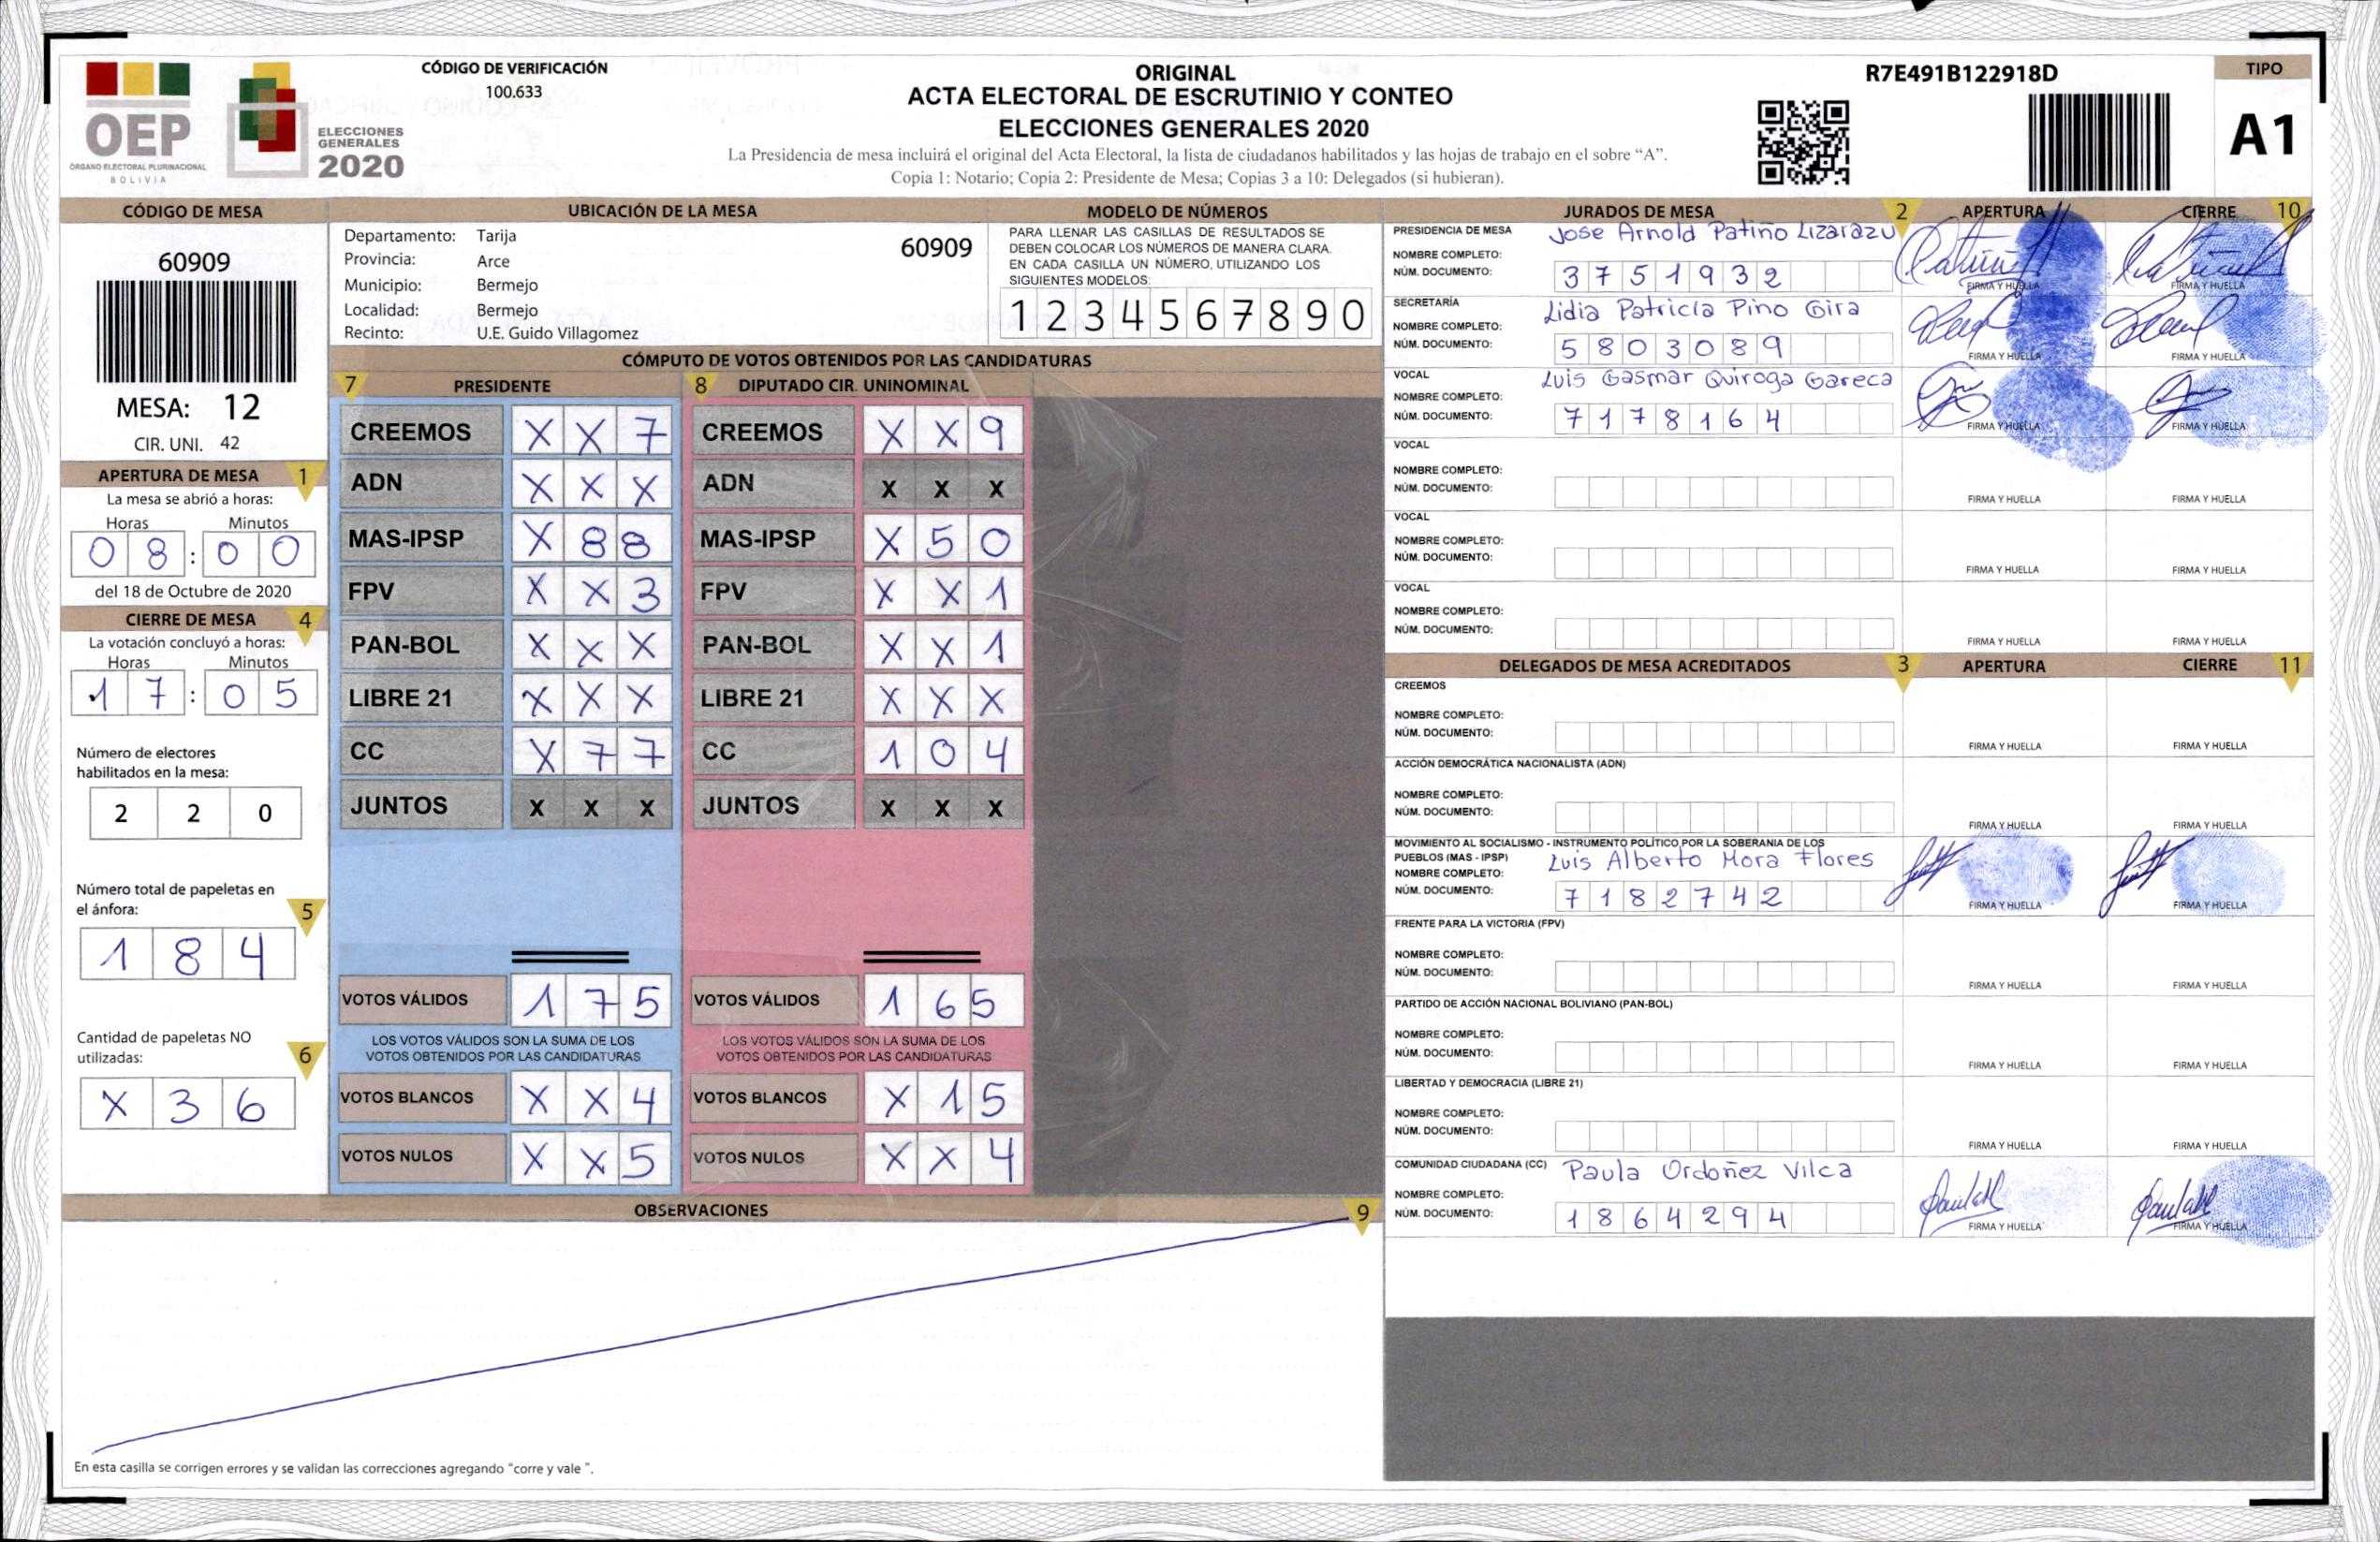 OEP
ÓRGANO ELECTORAL PLURINACIONAL
BOLIVIA
ELECCIONES
GENERALES
2020
CÓDIGO DE VERIFICACIÓN
100.633
ORIGINAL
ACTA ELECTORAL DE ESCRUTINIO Y CONTEO
ELECCIONES GENERALES 2020
La Presidencia de mesa incluirá el original del Acta Electoral, la lista de ciudadanos habilitados y las hojas de trabajo en el sobre “A”.
Copia 1: Notario; Copia 2: Presidente de Mesa; Copias 3 a 10: Delegados (si hubieran).
R7E491B122918D
TIPO
A1
CÓDIGO DE MESA
60909
MESA: 12
CIR. UNI. 42
APERTURA DE MESA 1
La mesa se abrió a horas:
Horas Minutos
0 8 : 0 0
del 18 de Octubre de 2020
CIERRE DE MESA 4
La votación concluyó a horas:
Horas Minutos
1 7 : 0 5
Número de electores
habilitados en la mesa:
2 2 0
Número total de papeletas en
el ánfora: 5
1 8 4
Cantidad de papeletas NO
utilizadas: 6
X 3 6
UBICACIÓN DE LA MESA
Departamento: Tarija 60909
Provincia: Arce
Municipio: Bermejo
Localidad: Bermejo
Recinto: U.E. Guido Villagomez
MODELO DE NÚMEROS
PARA LLENAR LAS CASILLAS DE RESULTADOS SE
DEBEN COLOCAR LOS NÚMEROS DE MANERA CLARA.
EN CADA CASILLA UN NÚMERO, UTILIZANDO LOS
SIGUIENTES MODELOS:
1 2 3 4 5 6 7 8 9 0
CÓMPUTO DE VOTOS OBTENIDOS POR LAS CANDIDATURAS
7 PRESIDENTE 8 DIPUTADO CIR. UNINOMINAL
CREEMOS X X 7 CREEMOS X X 9
ADN X X X ADN X X X
MAS-IPSP X 8 8 MAS-IPSP X 5 0
FPV X X 3 FPV X X 1
PAN-BOL X X X PAN-BOL X X 1
LIBRE 21 X X X LIBRE 21 X X X
CC X 7 7 CC 1 0 4
JUNTOS X X X JUNTOS X X X
VOTOS VÁLIDOS 1 7 5 VOTOS VÁLIDOS 1 6 5
LOS VOTOS VÁLIDOS SON LA SUMA DE LOS LOS VOTOS VÁLIDOS SON LA SUMA DE LOS
VOTOS OBTENIDOS POR LAS CANDIDATURAS VOTOS OBTENIDOS POR LAS CANDIDATURAS
VOTOS BLANCOS X X 4 VOTOS BLANCOS X 1 5
VOTOS NULOS X X 5 VOTOS NULOS X X 4
OBSERVACIONES 9
En esta casilla se corrigen errores y se validan las correcciones agregando “corre y vale ”.
JURADOS DE MESA 2 APERTURA CIERRE 10
PRESIDENCIA DE MESA Jose Arnold Patiño Lizarazu
NOMBRE COMPLETO:
NÚM. DOCUMENTO: 3 7 5 1 9 3 2 FIRMA Y HUELLA FIRMA Y HUELLA
SECRETARÍA Lidia Patricia Pino Gira
NOMBRE COMPLETO:
NÚM. DOCUMENTO: 5 8 0 3 0 8 9 FIRMA Y HUELLA FIRMA Y HUELLA
VOCAL Luis Gasmar Quiroga Gareca
NOMBRE COMPLETO:
NÚM. DOCUMENTO: 7 1 7 8 1 6 4 FIRMA Y HUELLA FIRMA Y HUELLA
VOCAL
NOMBRE COMPLETO:
NÚM. DOCUMENTO: FIRMA Y HUELLA FIRMA Y HUELLA
VOCAL
NOMBRE COMPLETO:
NÚM. DOCUMENTO: FIRMA Y HUELLA FIRMA Y HUELLA
VOCAL
NOMBRE COMPLETO:
NÚM. DOCUMENTO: FIRMA Y HUELLA FIRMA Y HUELLA
DELEGADOS DE MESA ACREDITADOS 3 APERTURA CIERRE 11
CREEMOS
NOMBRE COMPLETO:
NÚM. DOCUMENTO: FIRMA Y HUELLA FIRMA Y HUELLA
ACCIÓN DEMOCRÁTICA NACIONALISTA (ADN)
NOMBRE COMPLETO:
NÚM. DOCUMENTO: FIRMA Y HUELLA FIRMA Y HUELLA
MOVIMIENTO AL SOCIALISMO - INSTRUMENTO POLÍTICO POR LA SOBERANIA DE LOS
PUEBLOS (MAS - IPSP) Luis Alberto Mora Flores
NOMBRE COMPLETO:
NÚM. DOCUMENTO: 7 1 8 2 7 4 2 FIRMA Y HUELLA FIRMA Y HUELLA
FRENTE PARA LA VICTORIA (FPV)
NOMBRE COMPLETO:
NÚM. DOCUMENTO: FIRMA Y HUELLA FIRMA Y HUELLA
PARTIDO DE ACCIÓN NACIONAL BOLIVIANO (PAN-BOL)
NOMBRE COMPLETO:
NÚM. DOCUMENTO: FIRMA Y HUELLA FIRMA Y HUELLA
LIBERTAD Y DEMOCRACIA (LIBRE 21)
NOMBRE COMPLETO:
NÚM. DOCUMENTO: FIRMA Y HUELLA FIRMA Y HUELLA
COMUNIDAD CIUDADANA (CC) Paula Ordoñez Vilca
NOMBRE COMPLETO:
NÚM. DOCUMENTO: 1 8 6 4 2 9 4 FIRMA Y HUELLA FIRMA Y HUELLA